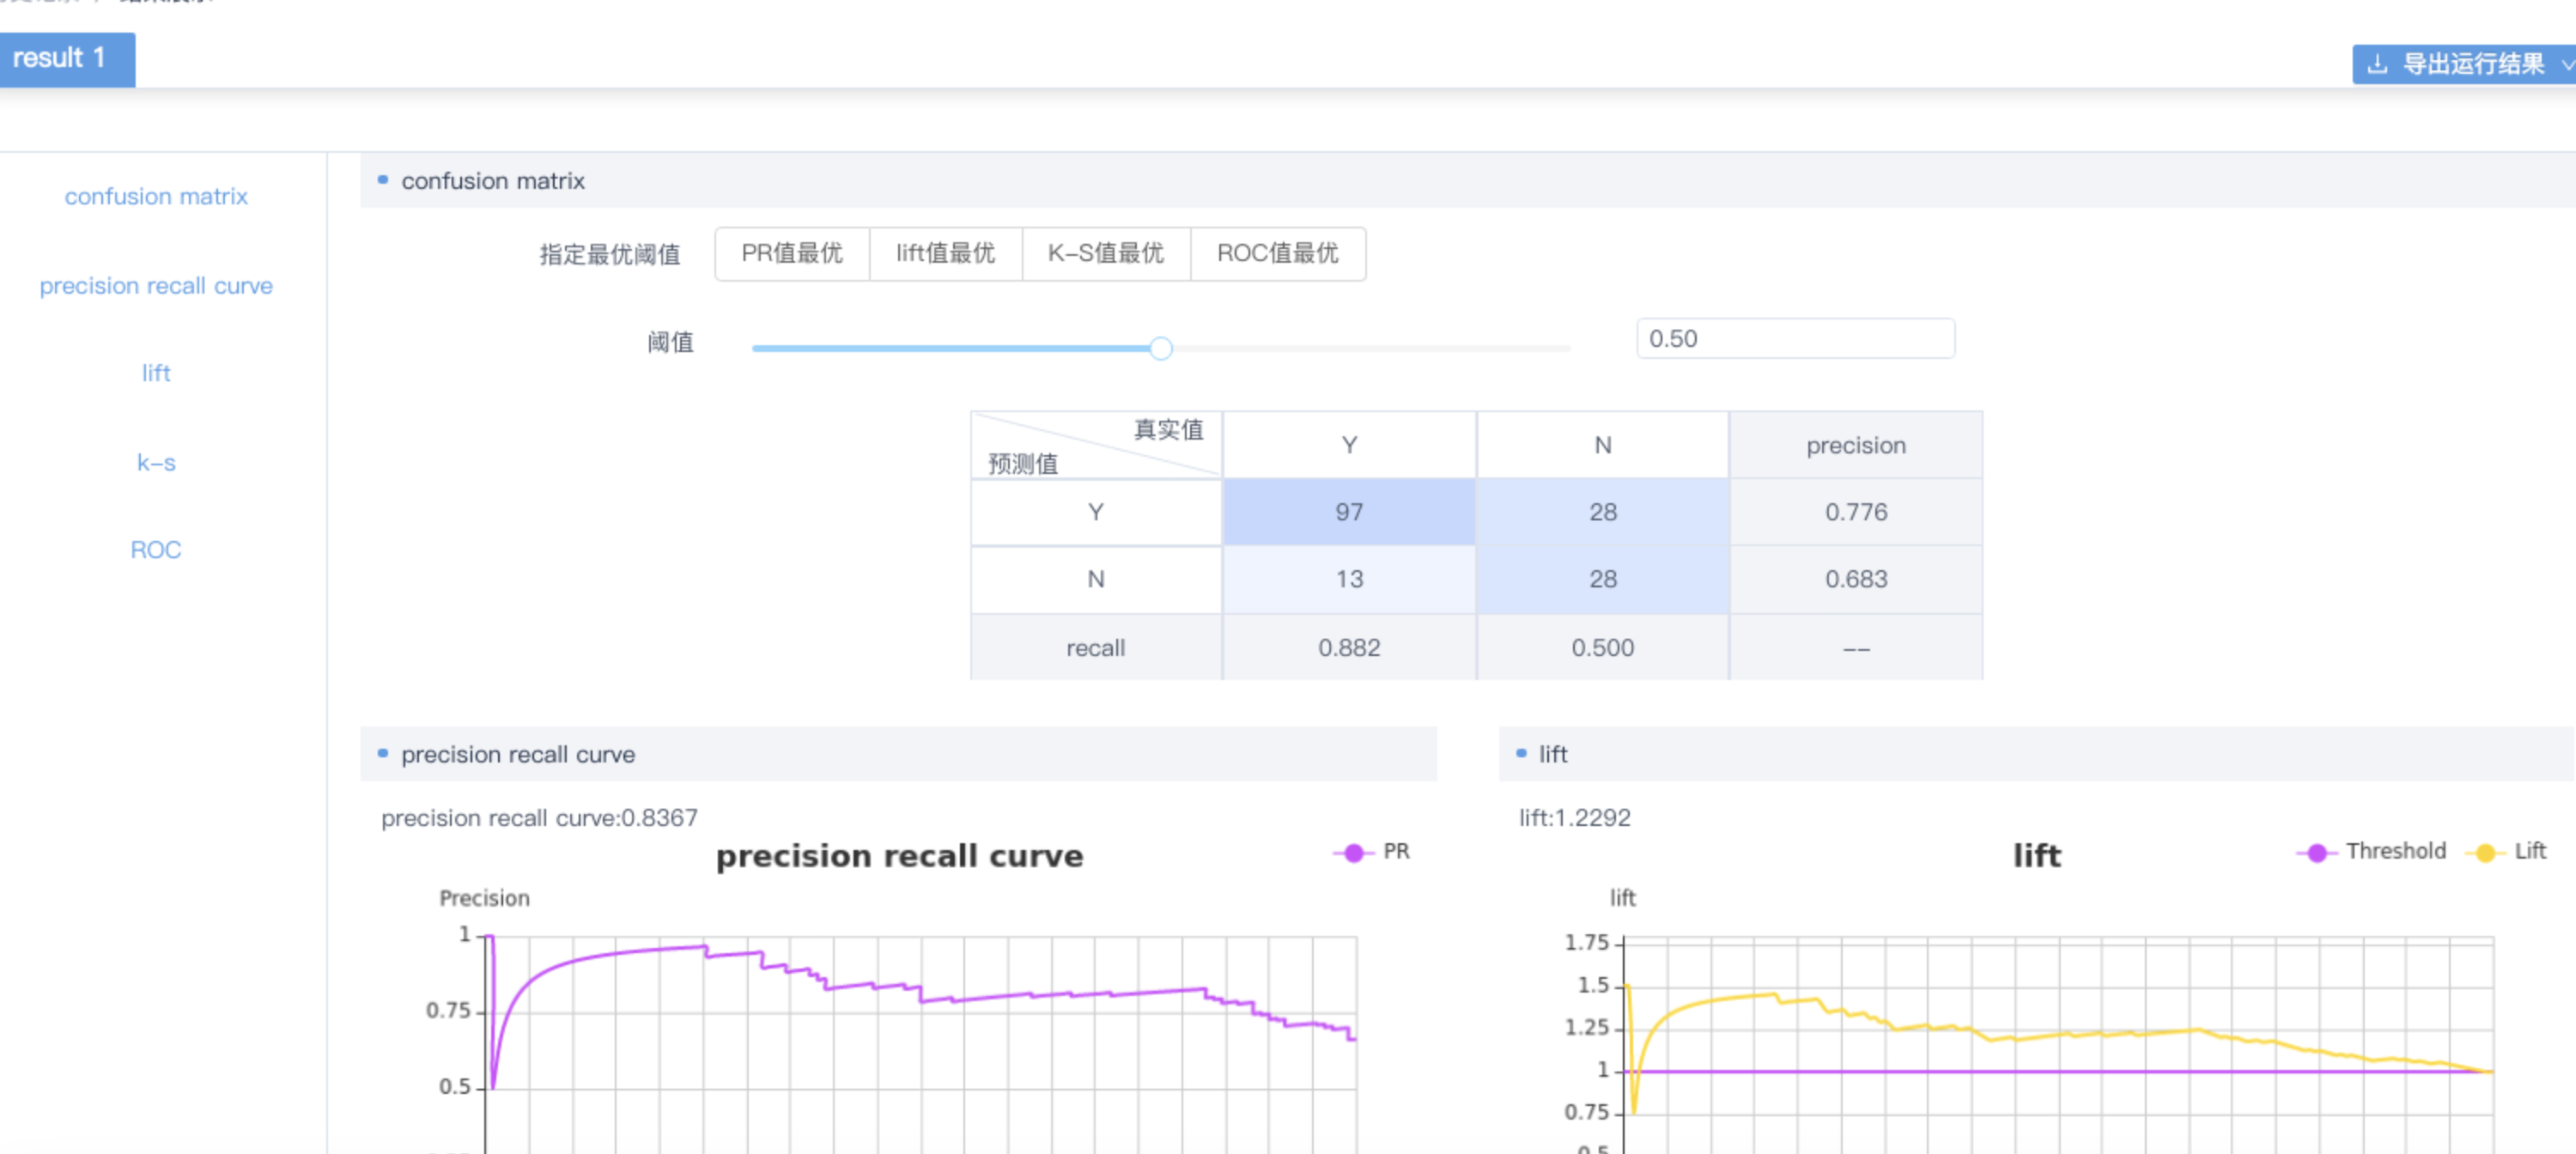 result 1
导出运行结果
confusion matrix
precision recall curve
lift
k-s
ROC
confusion matrix
指定最优阈值 PR值最优 lift值最优 K-S值最优 ROC值最优
阈值 0.50
真实值
预测值
Y N precision
Y 97 28 0.776
N 13 28 0.683
recall 0.882 0.500 --
precision recall curve
precision recall curve:0.8367
precision recall curve
PR
Precision
1
0.75
0.5
lift
lift:1.2292
lift
Threshold Lift
lift
1.75
1.5
1.25
1
0.75
0.5